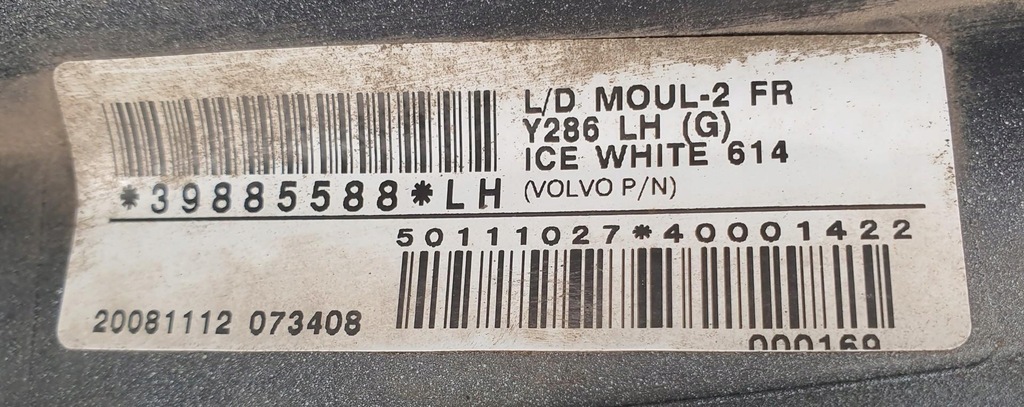 L/D MOUL-2 FR
Y286 LH (G)
ICE WHITE 614
*39885588*LH (VOLVO P/N)
50111027*40001422
20081112 073408
000169